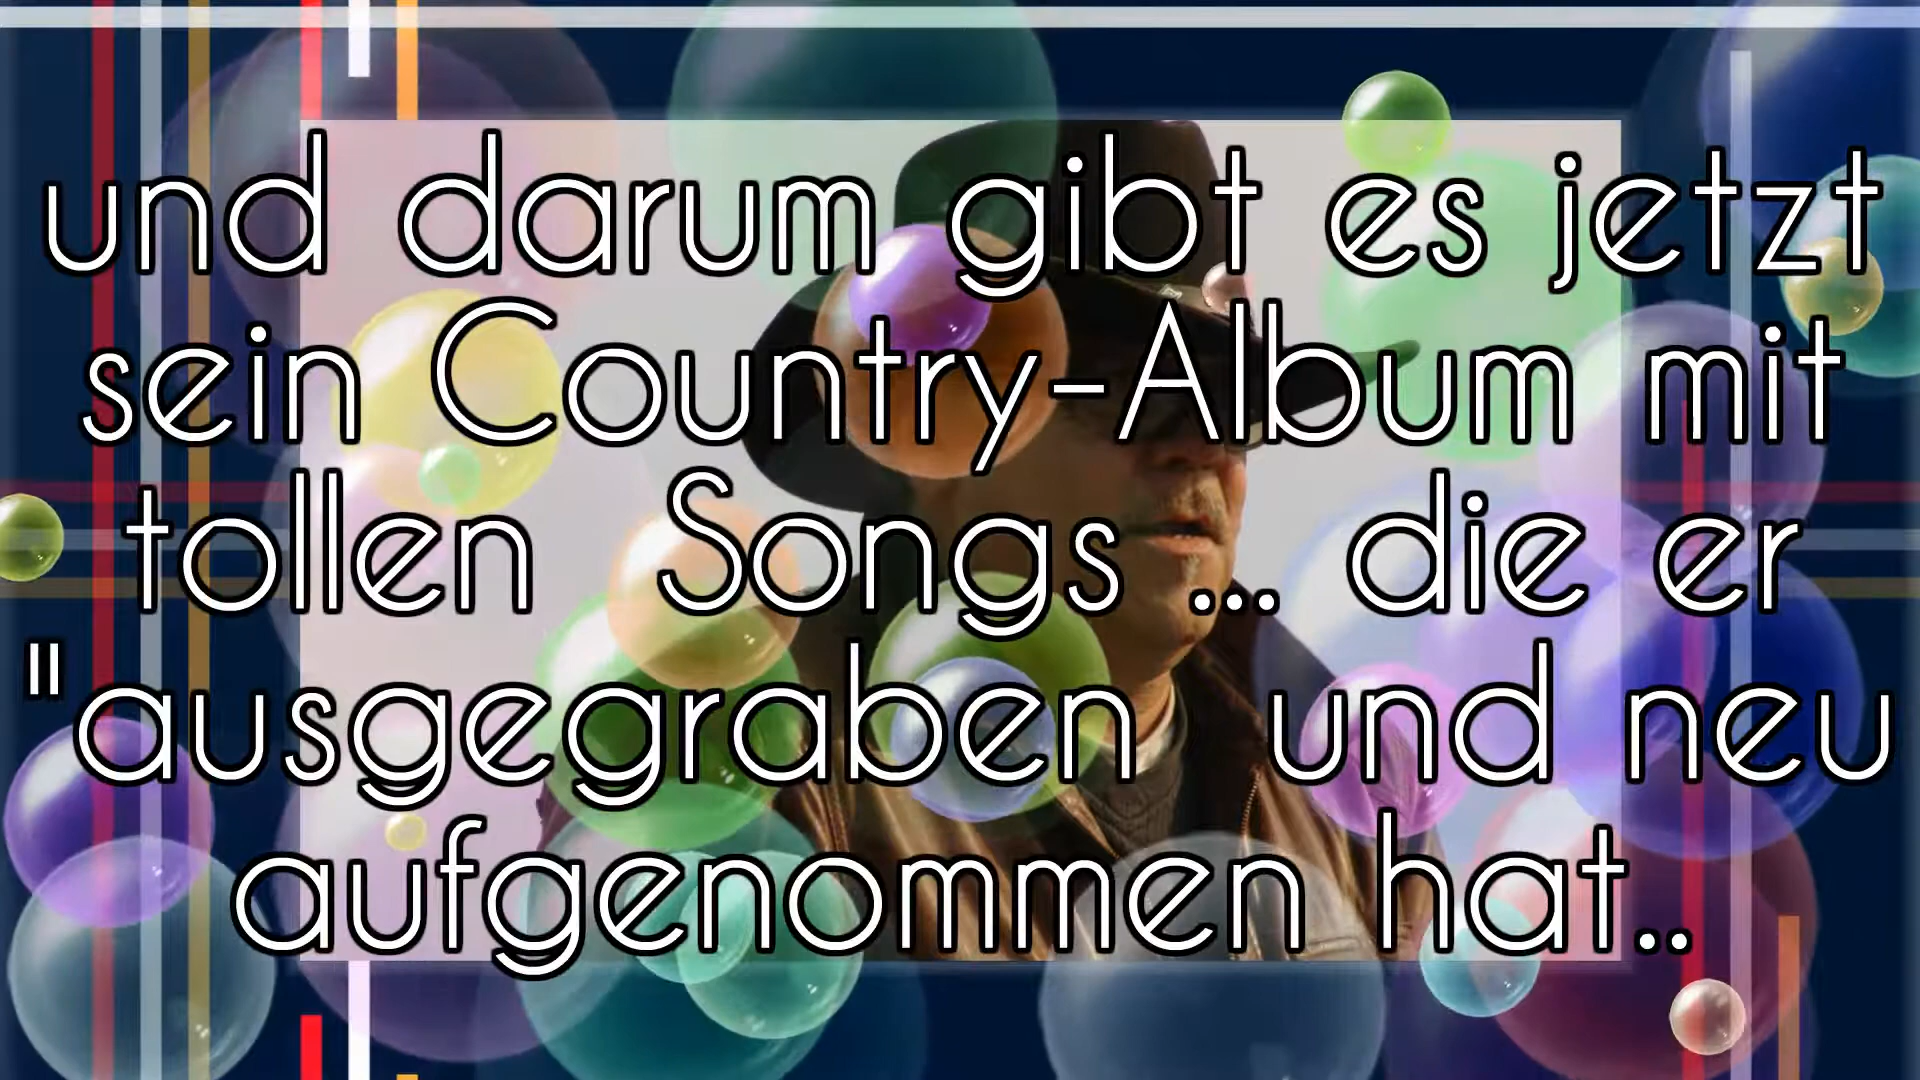 und darum gibt es jetzt
sein Country-Album mit
tollen Songs ... die er
"ausgegraben und neu
aufgenommen hat..